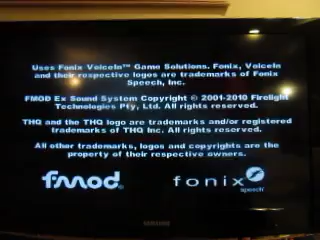 Uses Fonix VoiceIn™ Game Solutions. Fonix, VoiceIn
and their respective logos are trademarks of Fonix
Speech, Inc.
FMOD Ex Sound System Copyright © 2001-2010 Firelight
Technologies Pty, Ltd. All rights reserved.
THQ and the THQ logo are trademarks and/or registered
trademarks of THQ Inc. All rights reserved.
All other trademarks, logos and copyrights are the
property of their respective owners.
fmod®
fonix
speech
SAMSUNG